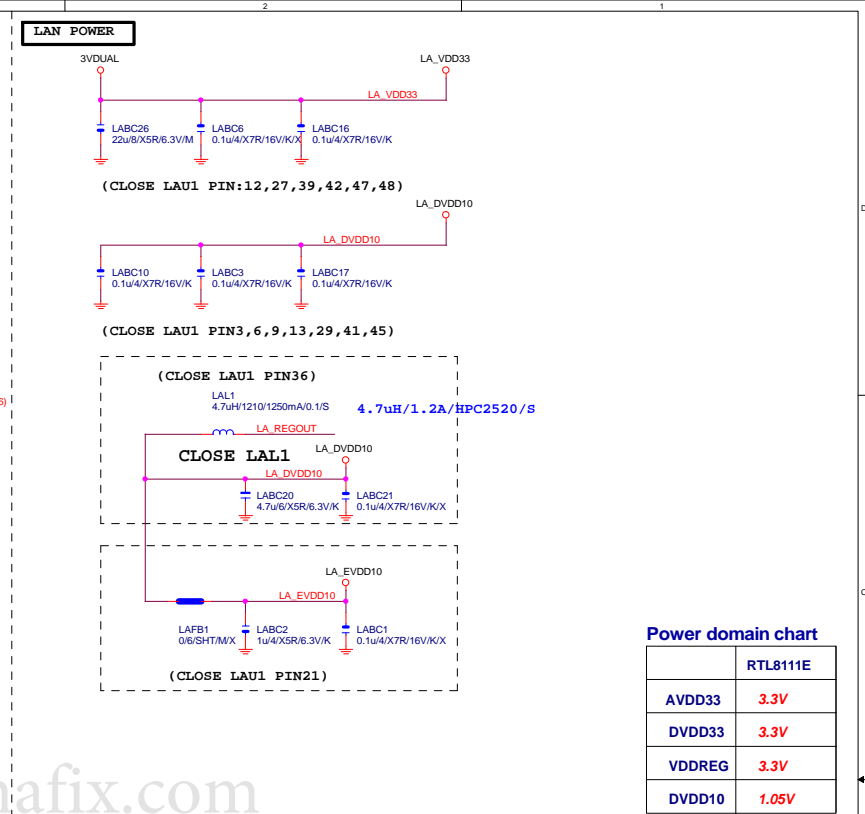 2
1
LAN POWER
3VDUAL
LA_VDD33
LA_VDD33
LABC26
22u/8/X5R/6.3V/M
LABC6
0.1u/4/X7R/16V/K/X
LABC16
0.1u/4/X7R/16V/K
(CLOSE LAU1 PIN:12,27,39,42,47,48)
LA_DVDD10
LA_DVDD10
LABC10
0.1u/4/X7R/16V/K
LABC3
0.1u/4/X7R/16V/K
LABC17
0.1u/4/X7R/16V/K
(CLOSE LAU1 PIN3,6,9,13,29,41,45)
(CLOSE LAU1 PIN36)
LAL1
4.7uH/1210/1250mA/0.1/S
4.7uH/1.2A/HPC2520/S
LA_REGOUT
CLOSE LAL1
LA_DVDD10
LA_DVDD10
LABC20
4.7u/6/X5R/6.3V/K
LABC21
0.1u/4/X7R/16V/K/X
LA_EVDD10
LA_EVDD10
LAFB1
0/6/SHT/M/X
LABC2
1u/4/X5R/6.3V/K
LABC1
0.1u/4/X7R/16V/K/X
(CLOSE LAU1 PIN21)
Power domain chart
RTL8111E
AVDD33 3.3V
DVDD33 3.3V
VDDREG 3.3V
DVDD10 1.05V
afix.com